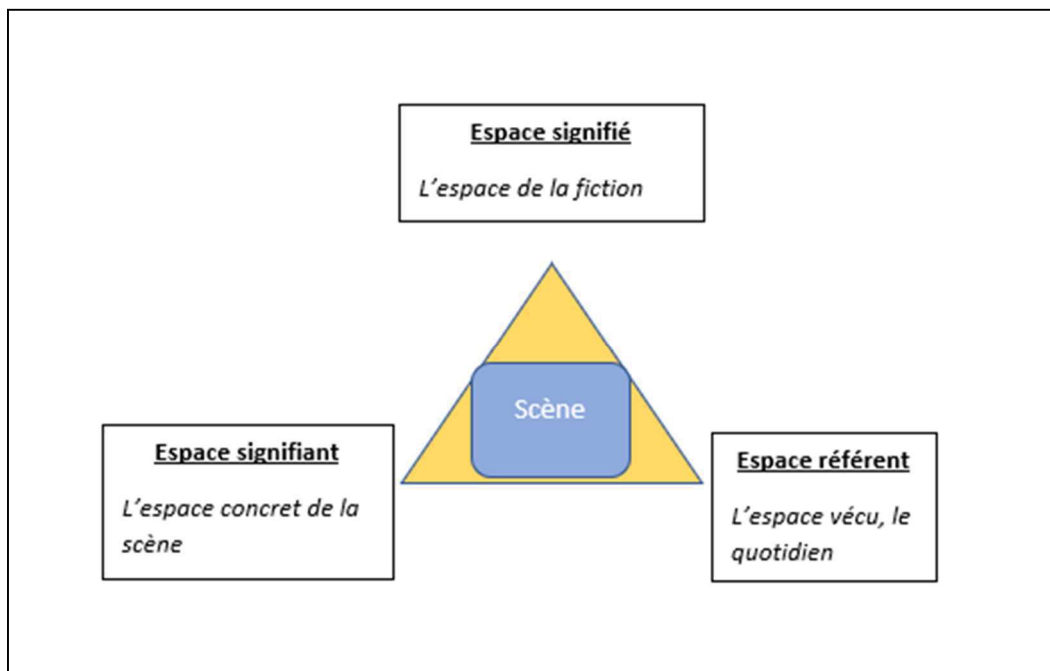 Espace signifié
L’espace de la fiction
Scène
Espace signifiant
L’espace concret de la
scène
Espace référent
L’espace vécu, le
quotidien